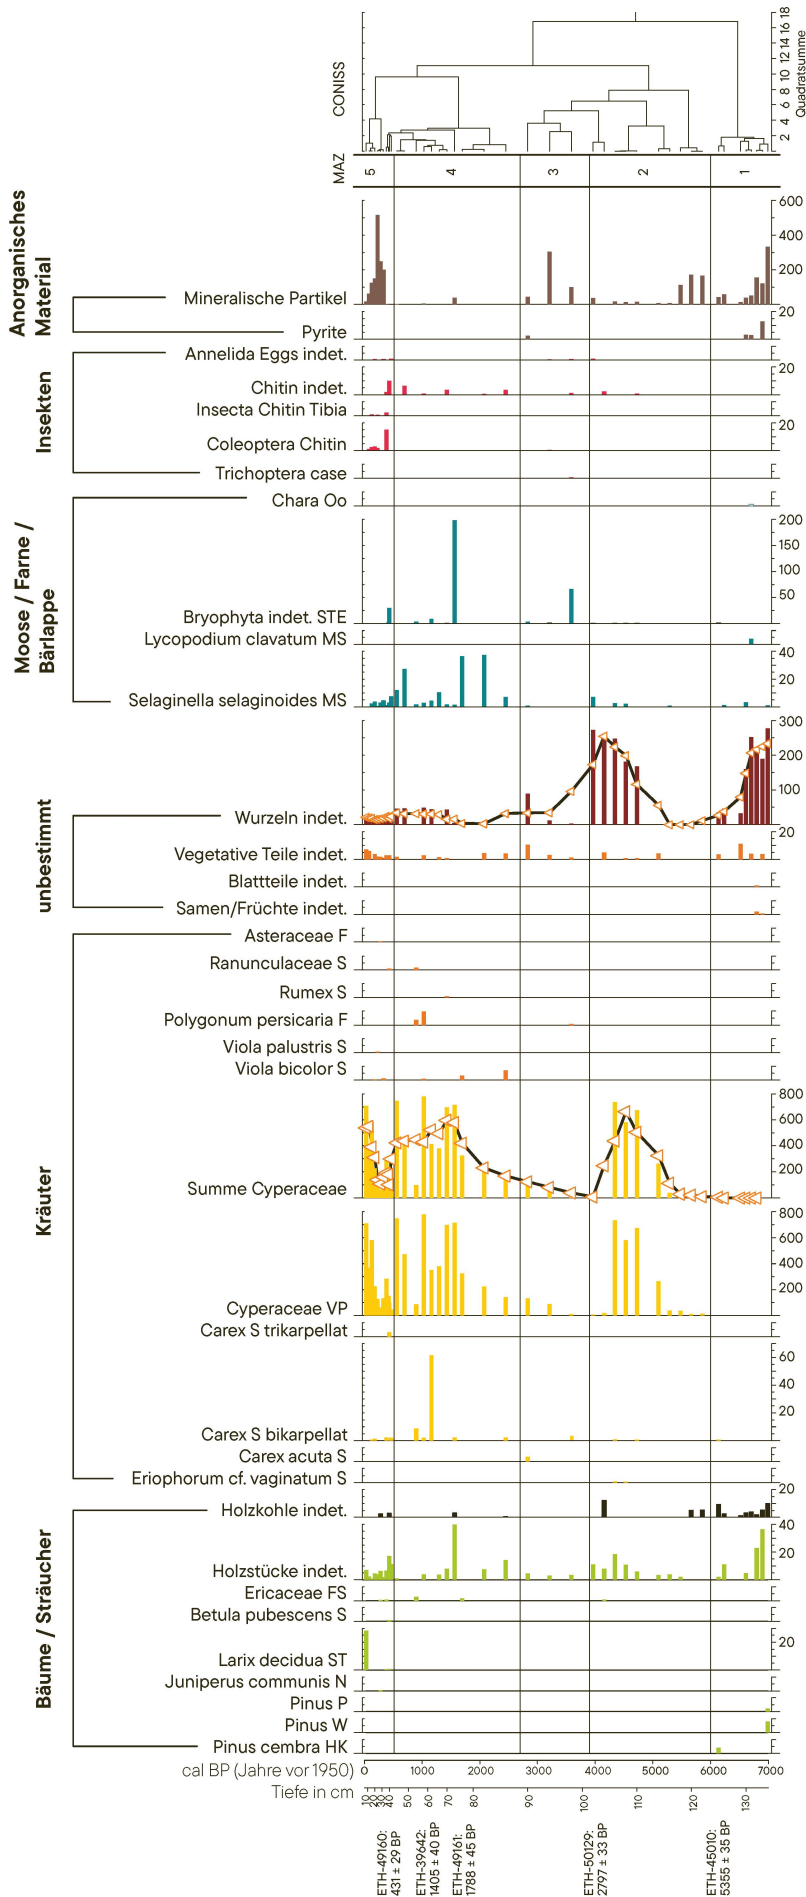 CONISS
2 4 6 8 10 12 14 16 18
Quadratsumme
MAZ
5 4 3 2 1
Anorganisches
Material
Mineralische Partikel
600
400
200
Pyrite
20
Insekten
Annelida Eggs indet.
Chitin indet.
20
Insecta Chitin Tibia
Coleoptera Chitin
20
Trichoptera case
Moose / Farne /
Bärlappe
Chara Oo
Bryophyta indet. STE
200
150
100
50
Lycopodium clavatum MS
Selaginella selaginoides MS
40
20
unbestimmt
Wurzeln indet.
300
200
100
Vegetative Teile indet.
20
Blattteile indet.
Samen/Früchte indet.
Kräuter
Asteraceae F
Ranunculaceae S
Rumex S
Polygonum persicaria F
Viola palustris S
Viola bicolor S
Summe Cyperaceae
800
600
400
200
Cyperaceae VP
800
600
400
200
Carex S trikarpellat
Carex S bikarpellat
60
40
20
Carex acuta S
Eriophorum cf. vaginatum S
Bäume / Sträucher
Holzkohle indet.
20
Holzstücke indet.
40
20
Ericaceae FS
Betula pubescens S
Larix decidua ST
20
Juniperus communis N
Pinus P
Pinus W
Pinus cembra HK
cal BP (Jahre vor 1950)
0 1000 2000 3000 4000 5000 6000 7000
Tiefe in cm
10 20 30 40 50 60 70 80 90 100 110 120 130
ETH-49160:
431 ± 29 BP
ETH-39642:
1405 ± 40 BP
ETH-49161:
1788 ± 45 BP
ETH-50129:
2797 ± 33 BP
ETH-45010:
5355 ± 35 BP